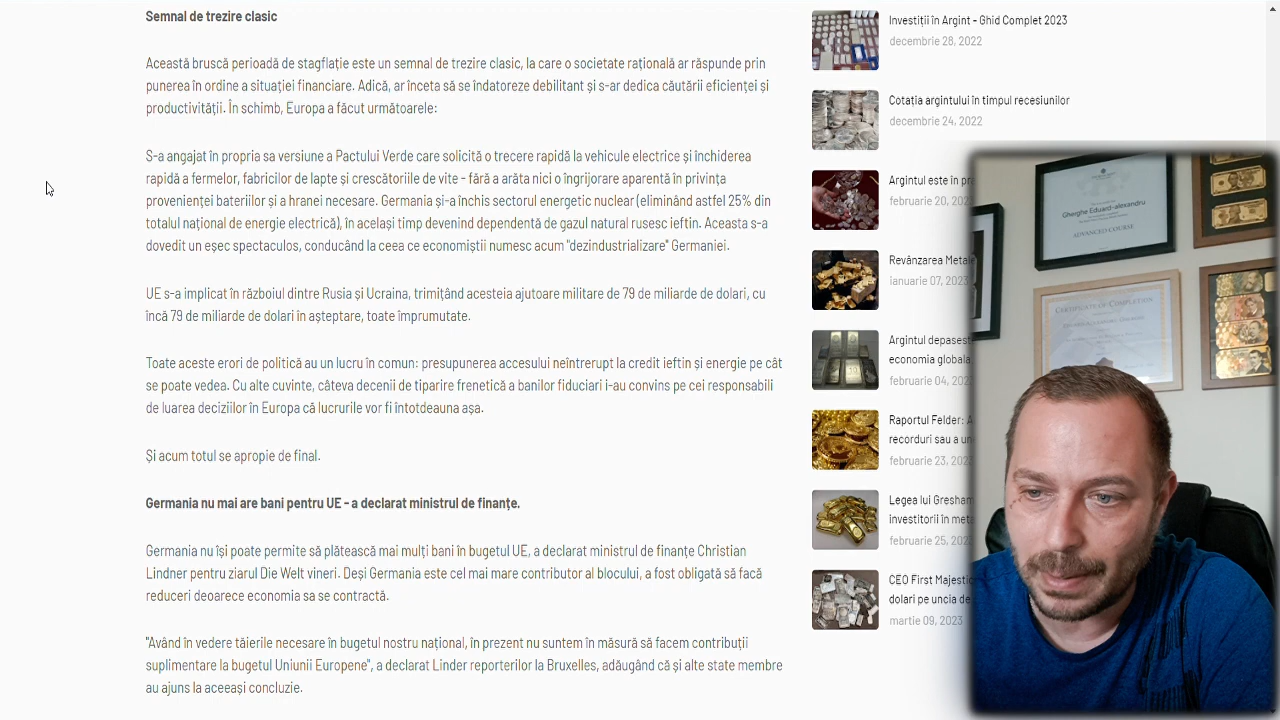 Semnal de trezire clasic
Această bruscă perioadă de stagflație este un semnal de trezire clasic, la care o societate rațională ar răspunde prin
punerea în ordine a situației financiare. Adică, ar înceta să se îndatoreze debilitant și s-ar dedica căutării eficienței și
productivității. În schimb, Europa a făcut următoarele:
S-a angajat în propria sa versiune a Pactului Verde care solicită o trecere rapidă la vehicule electrice și închiderea
rapidă a fermelor, fabricilor de lapte și crescătoriile de vite - fără a arăta nici o îngrijorare aparentă în privința
provenienței bateriilor și a hranei necesare. Germania și-a închis sectorul energetic nuclear (eliminând astfel 25% din
totalul național de energie electrică), în același timp devenind dependentă de gazul natural rusesc ieftin. Aceasta s-a
dovedit un eșec spectaculos, conducând la ceea ce economiștii numesc acum "dezindustrializare" Germaniei.
UE s-a implicat în războiul dintre Rusia și Ucraina, trimițând acesteia ajutoare militare de 79 de miliarde de dolari, cu
încă 79 de miliarde de dolari în așteptare, toate împrumutate.
Toate aceste erori de politică au un lucru în comun: presupunerea accesului neîntrerupt la credit ieftin și energie pe cât
se poate vedea. Cu alte cuvinte, câteva decenii de tipărire frenetică a banilor fiduciari i-au convins pe cei responsabili
de luarea deciziilor în Europa că lucrurile vor fi întotdeauna așa.
Și acum totul se apropie de final.
Germania nu mai are bani pentru UE - a declarat ministrul de finanțe.
Germania nu își poate permite să plătească mai mulți bani în bugetul UE, a declarat ministrul de finanțe Christian
Lindner pentru ziarul Die Welt vineri. Deși Germania este cel mai mare contributor al blocului, a fost obligată să facă
reduceri deoarece economia sa se contractă.
"Având în vedere tăierile necesare în bugetul nostru național, în prezent nu suntem în măsură să facem contribuții
suplimentare la bugetul Uniunii Europene", a declarat Linder reporterilor la Bruxelles, adăugând că și alte state membre
au ajuns la aceeași concluzie.
Investiții în Argint - Ghid Complet 2023
decembrie 28, 2022
Cotația argintului în timpul recesiunilor
decembrie 24, 2022
Argintul este în
februarie 20,
Revânzarea
ianuarie 07, 2023
Argintul
economia globală
februarie 04,
Raportul Felder:
recorduri sau a
februarie 23,
Legea lui Gresham
investitorii în
februarie 25,
CEO First
dolari pe uncia
martie 09, 2023
Gherghe Eduard-alexandru
ADVANCED COURSE
CERTIFICATE OF COMPLETION